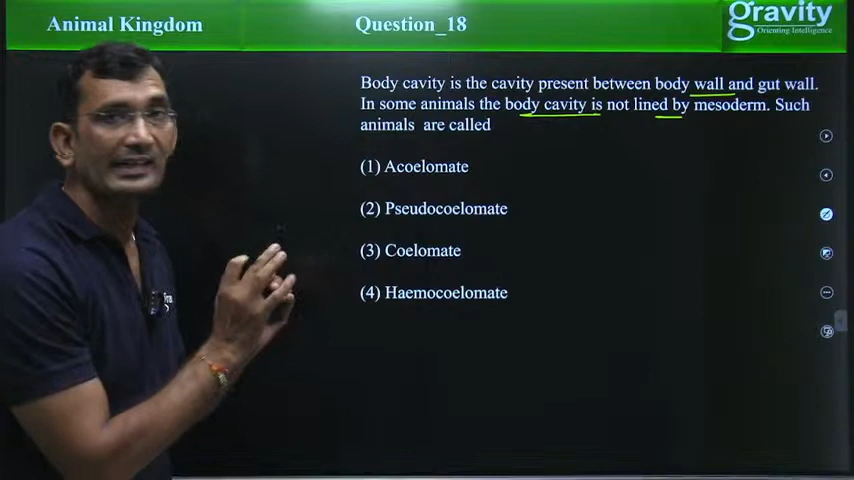 Animal Kingdom
Question_18
gravity
Orienting Intelligence
Body cavity is the cavity present between body wall and gut wall.
In some animals the body cavity is not lined by mesoderm. Such
animals are called
(1) Acoelomate
(2) Pseudocoelomate
(3) Coelomate
(4) Haemocoelomate